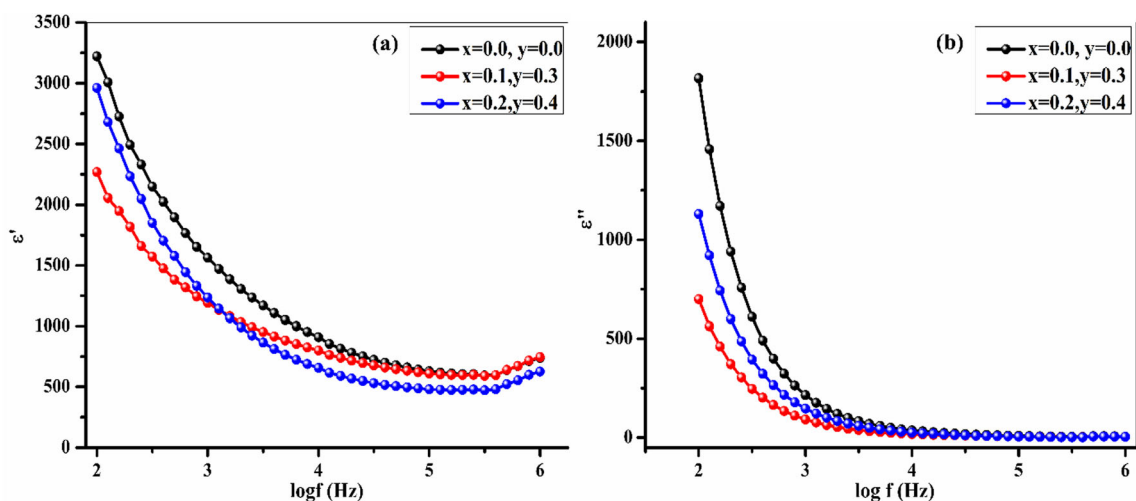 (a)
x=0.0, y=0.0
x=0.1,y=0.3
x=0.2,y=0.4
3500
3000
2500
2000
1500
1000
500
0
ε'
2 3 4 5 6
logf (Hz)
(b)
x=0.0, y=0.0
x=0.1,y=0.3
x=0.2,y=0.4
2000
1500
1000
500
0
ε''
2 3 4 5 6
log f (Hz)